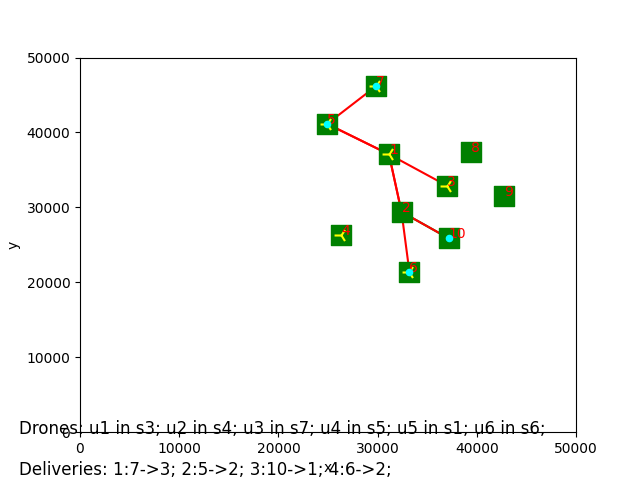 50000
40000
y
30000
20000
10000
0
0 10000 20000 30000 40000 50000
x
Drones: u1 in s3; u2 in s4; u3 in s7; u4 in s5; u5 in s1; u6 in s6;
Deliveries: 1:7->3; 2:5->2; 3:10->1; 4:6->2;